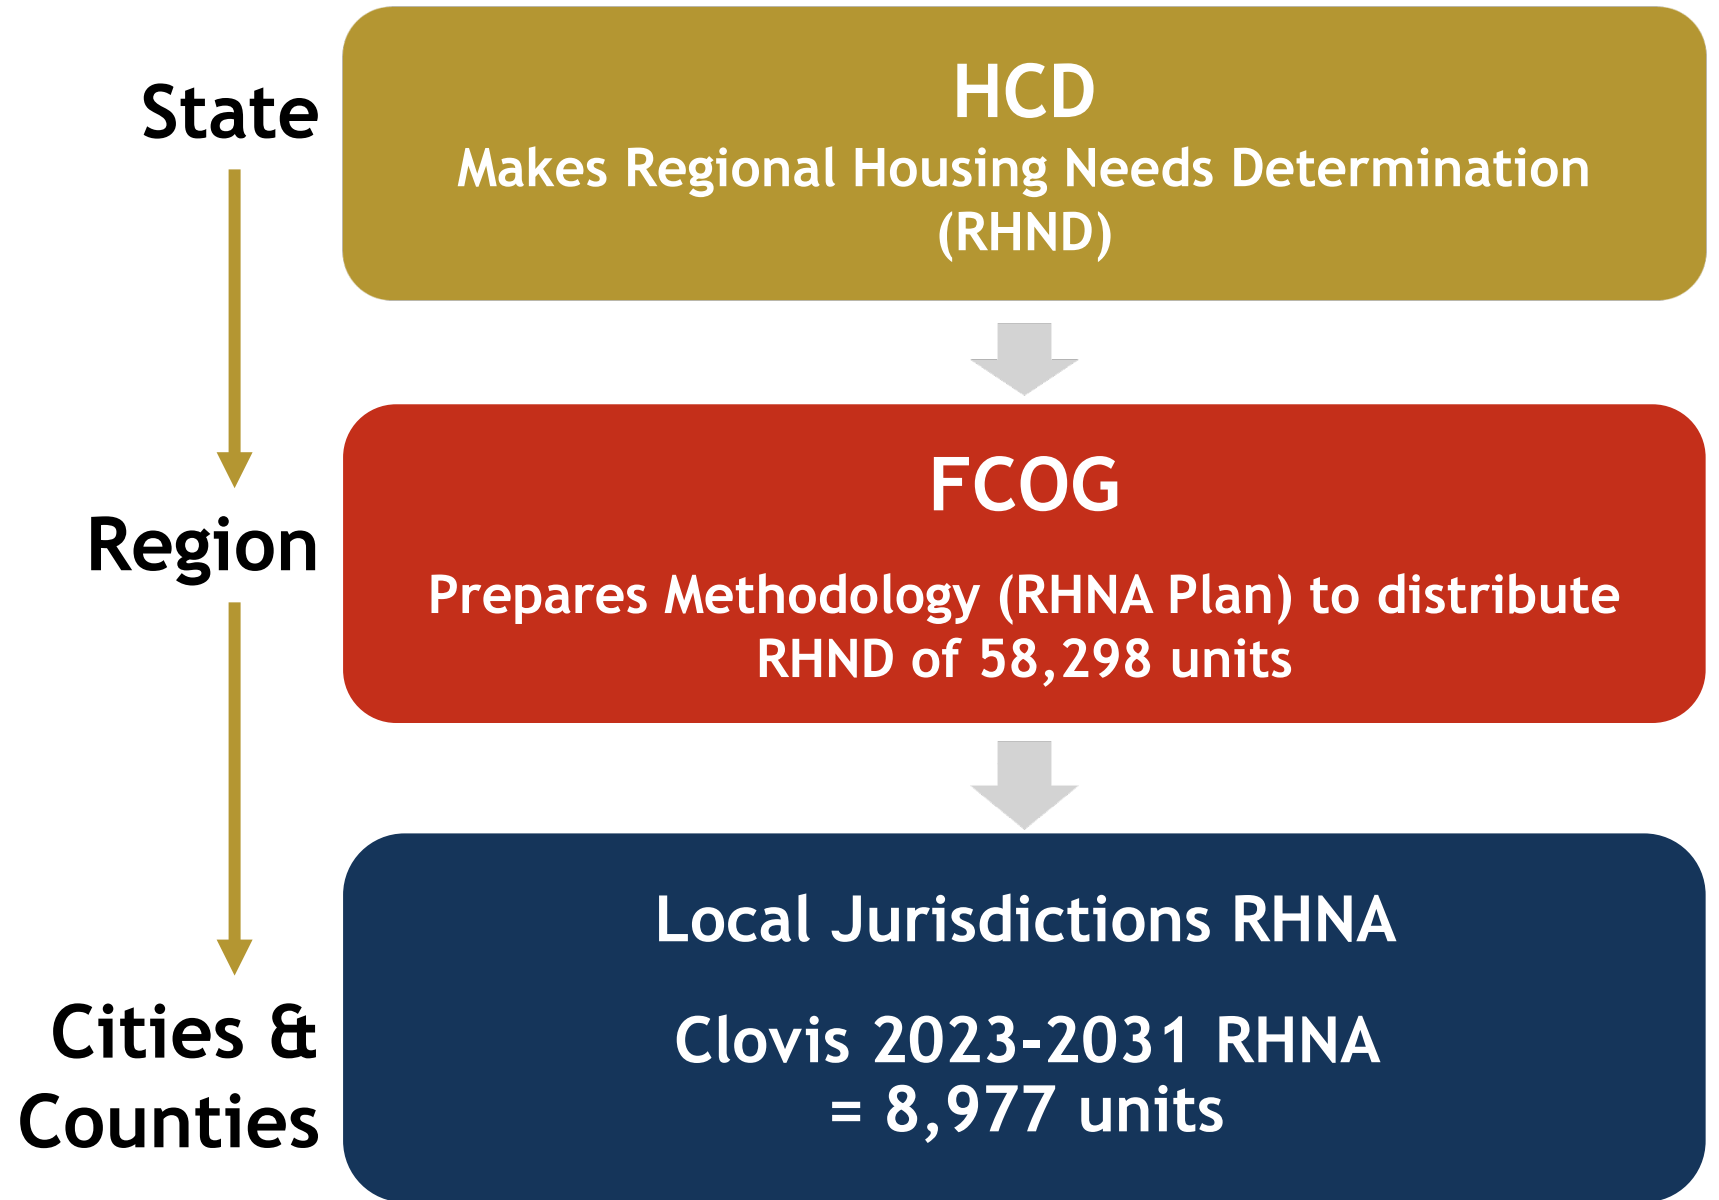 State
HCD
Makes Regional Housing Needs Determination
(RHND)
Region
FCOG
Prepares Methodology (RHNA Plan) to distribute
RHND of 58,298 units
Cities &
Counties
Local Jurisdictions RHNA
Clovis 2023-2031 RHNA
= 8,977 units